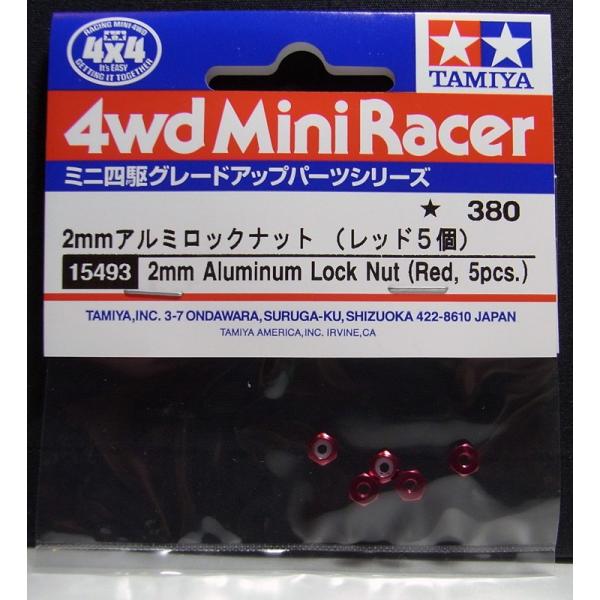 RACING MINI 4WD
4x4
It's EASY
GETTING IT TOGETHER
TAMIYA
4wd Mini Racer
ミニ四駆グレードアップパーツシリーズ
★ 380
2mmアルミロックナット (レッド5個)
15493 2mm Aluminum Lock Nut (Red, 5pcs.)
TAMIYA,INC. 3-7 ONDAWARA,SURUGA-KU,SHIZUOKA 422-8610 JAPAN
TAMIYA AMERICA,INC. IRVINE,CA